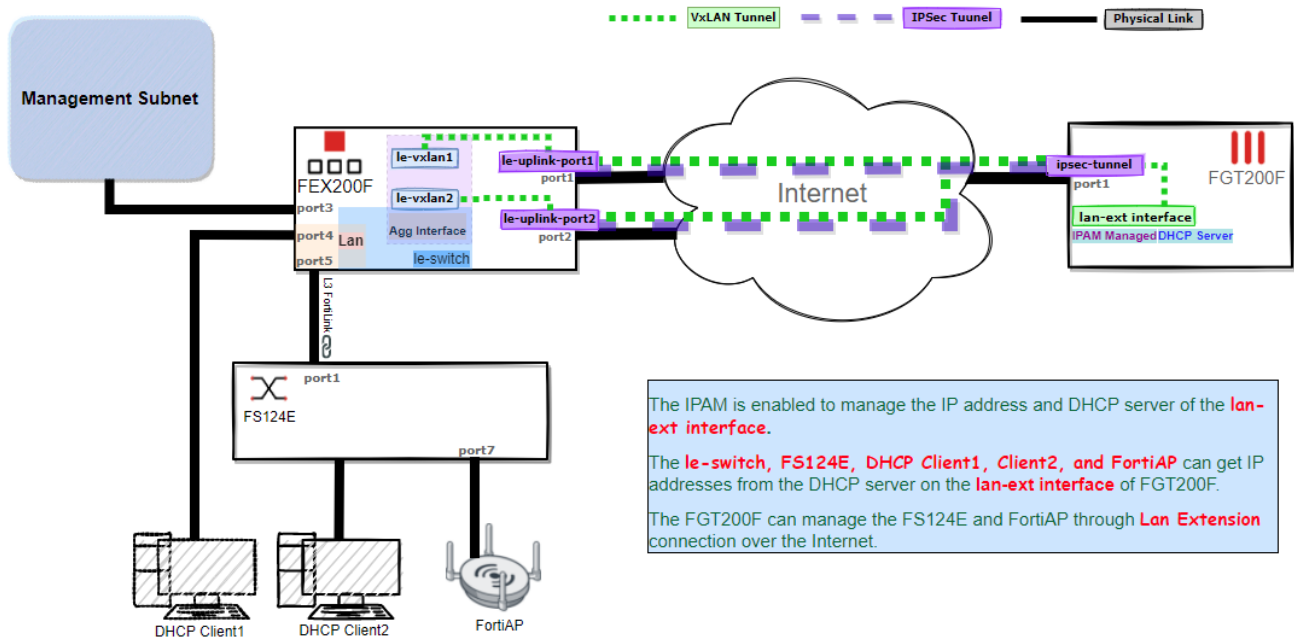 VxLAN Tunnel
IPSec Tuunel
Physical Link
Management Subnet
FEX200F
le-vxlan1
le-vxlan2
Agg Interface
le-switch
Lan
port3
port4
port5
le-uplink-port1
port1
le-uplink-port2
port2
Internet
ipsec-tunnel
port1
FGT200F
lan-ext interface
IPAM Managed DHCP Server
L3 FortiLink
port1
FS124E
port7
DHCP Client1
DHCP Client2
FortiAP
The IPAM is enabled to manage the IP address and DHCP server of the lan-
ext interface.
The le-switch, FS124E, DHCP Client1, Client2, and FortiAP can get IP
addresses from the DHCP server on the lan-ext interface of FGT200F.
The FGT200F can manage the FS124E and FortiAP through Lan Extension
connection over the Internet.